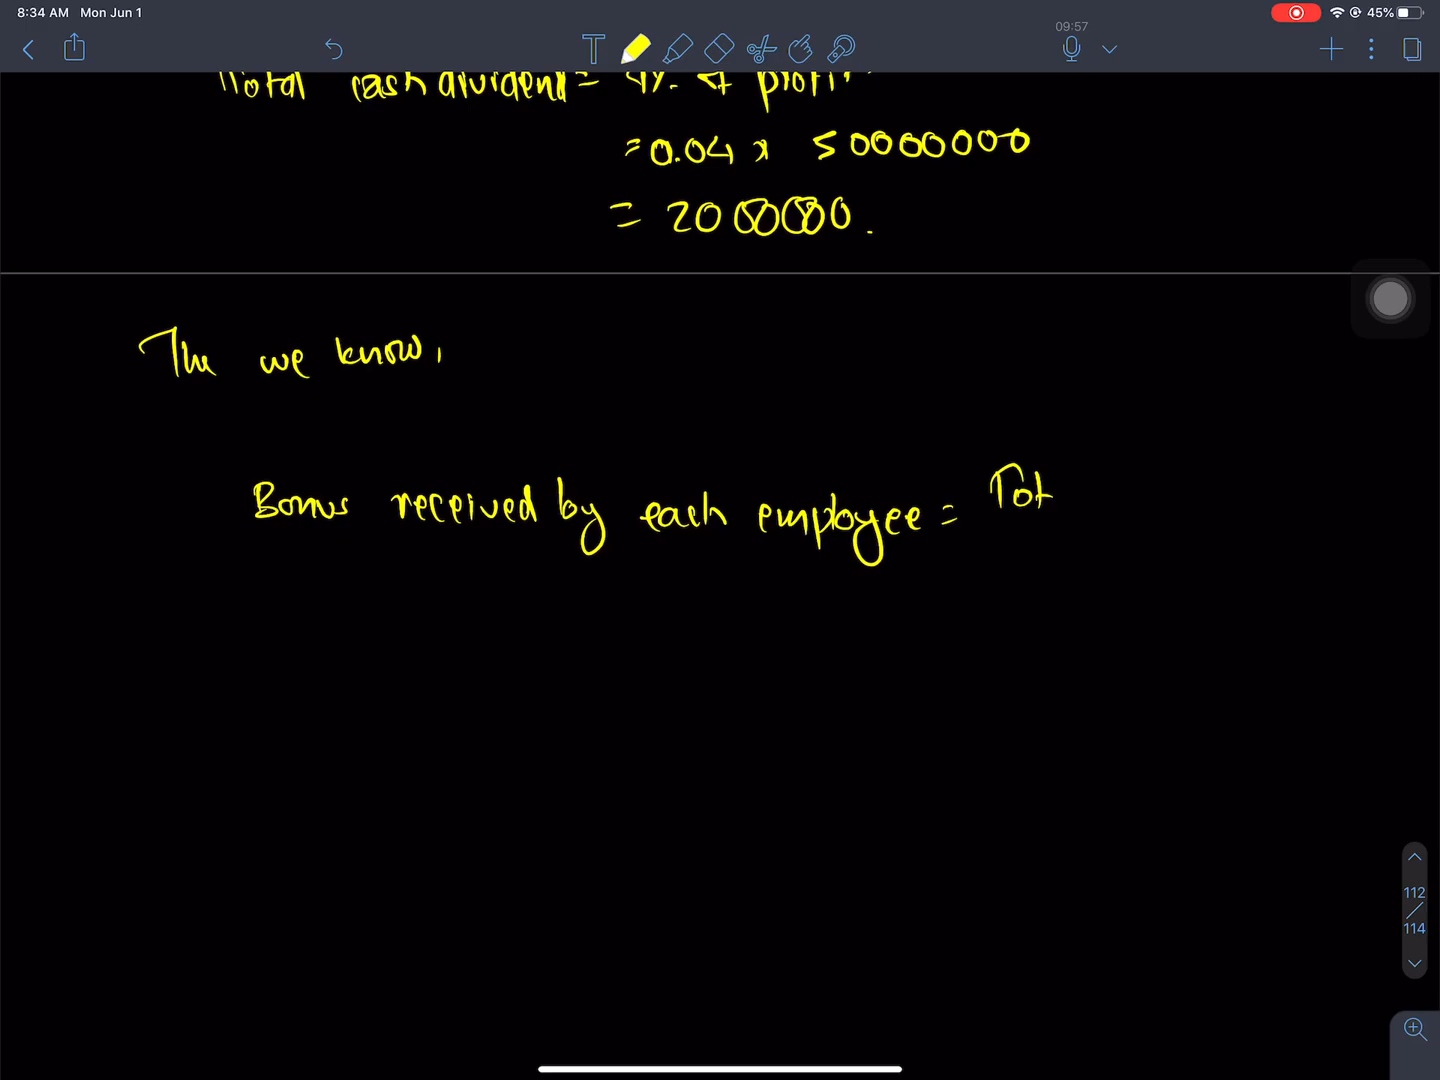 8:34 AM Mon Jun 1
45%
09:57
Total cash dividend = 4% of profit
= 0.04 x 50000000
= 2000000.
The we know,
Bonus received by each employee = Tot
112
114